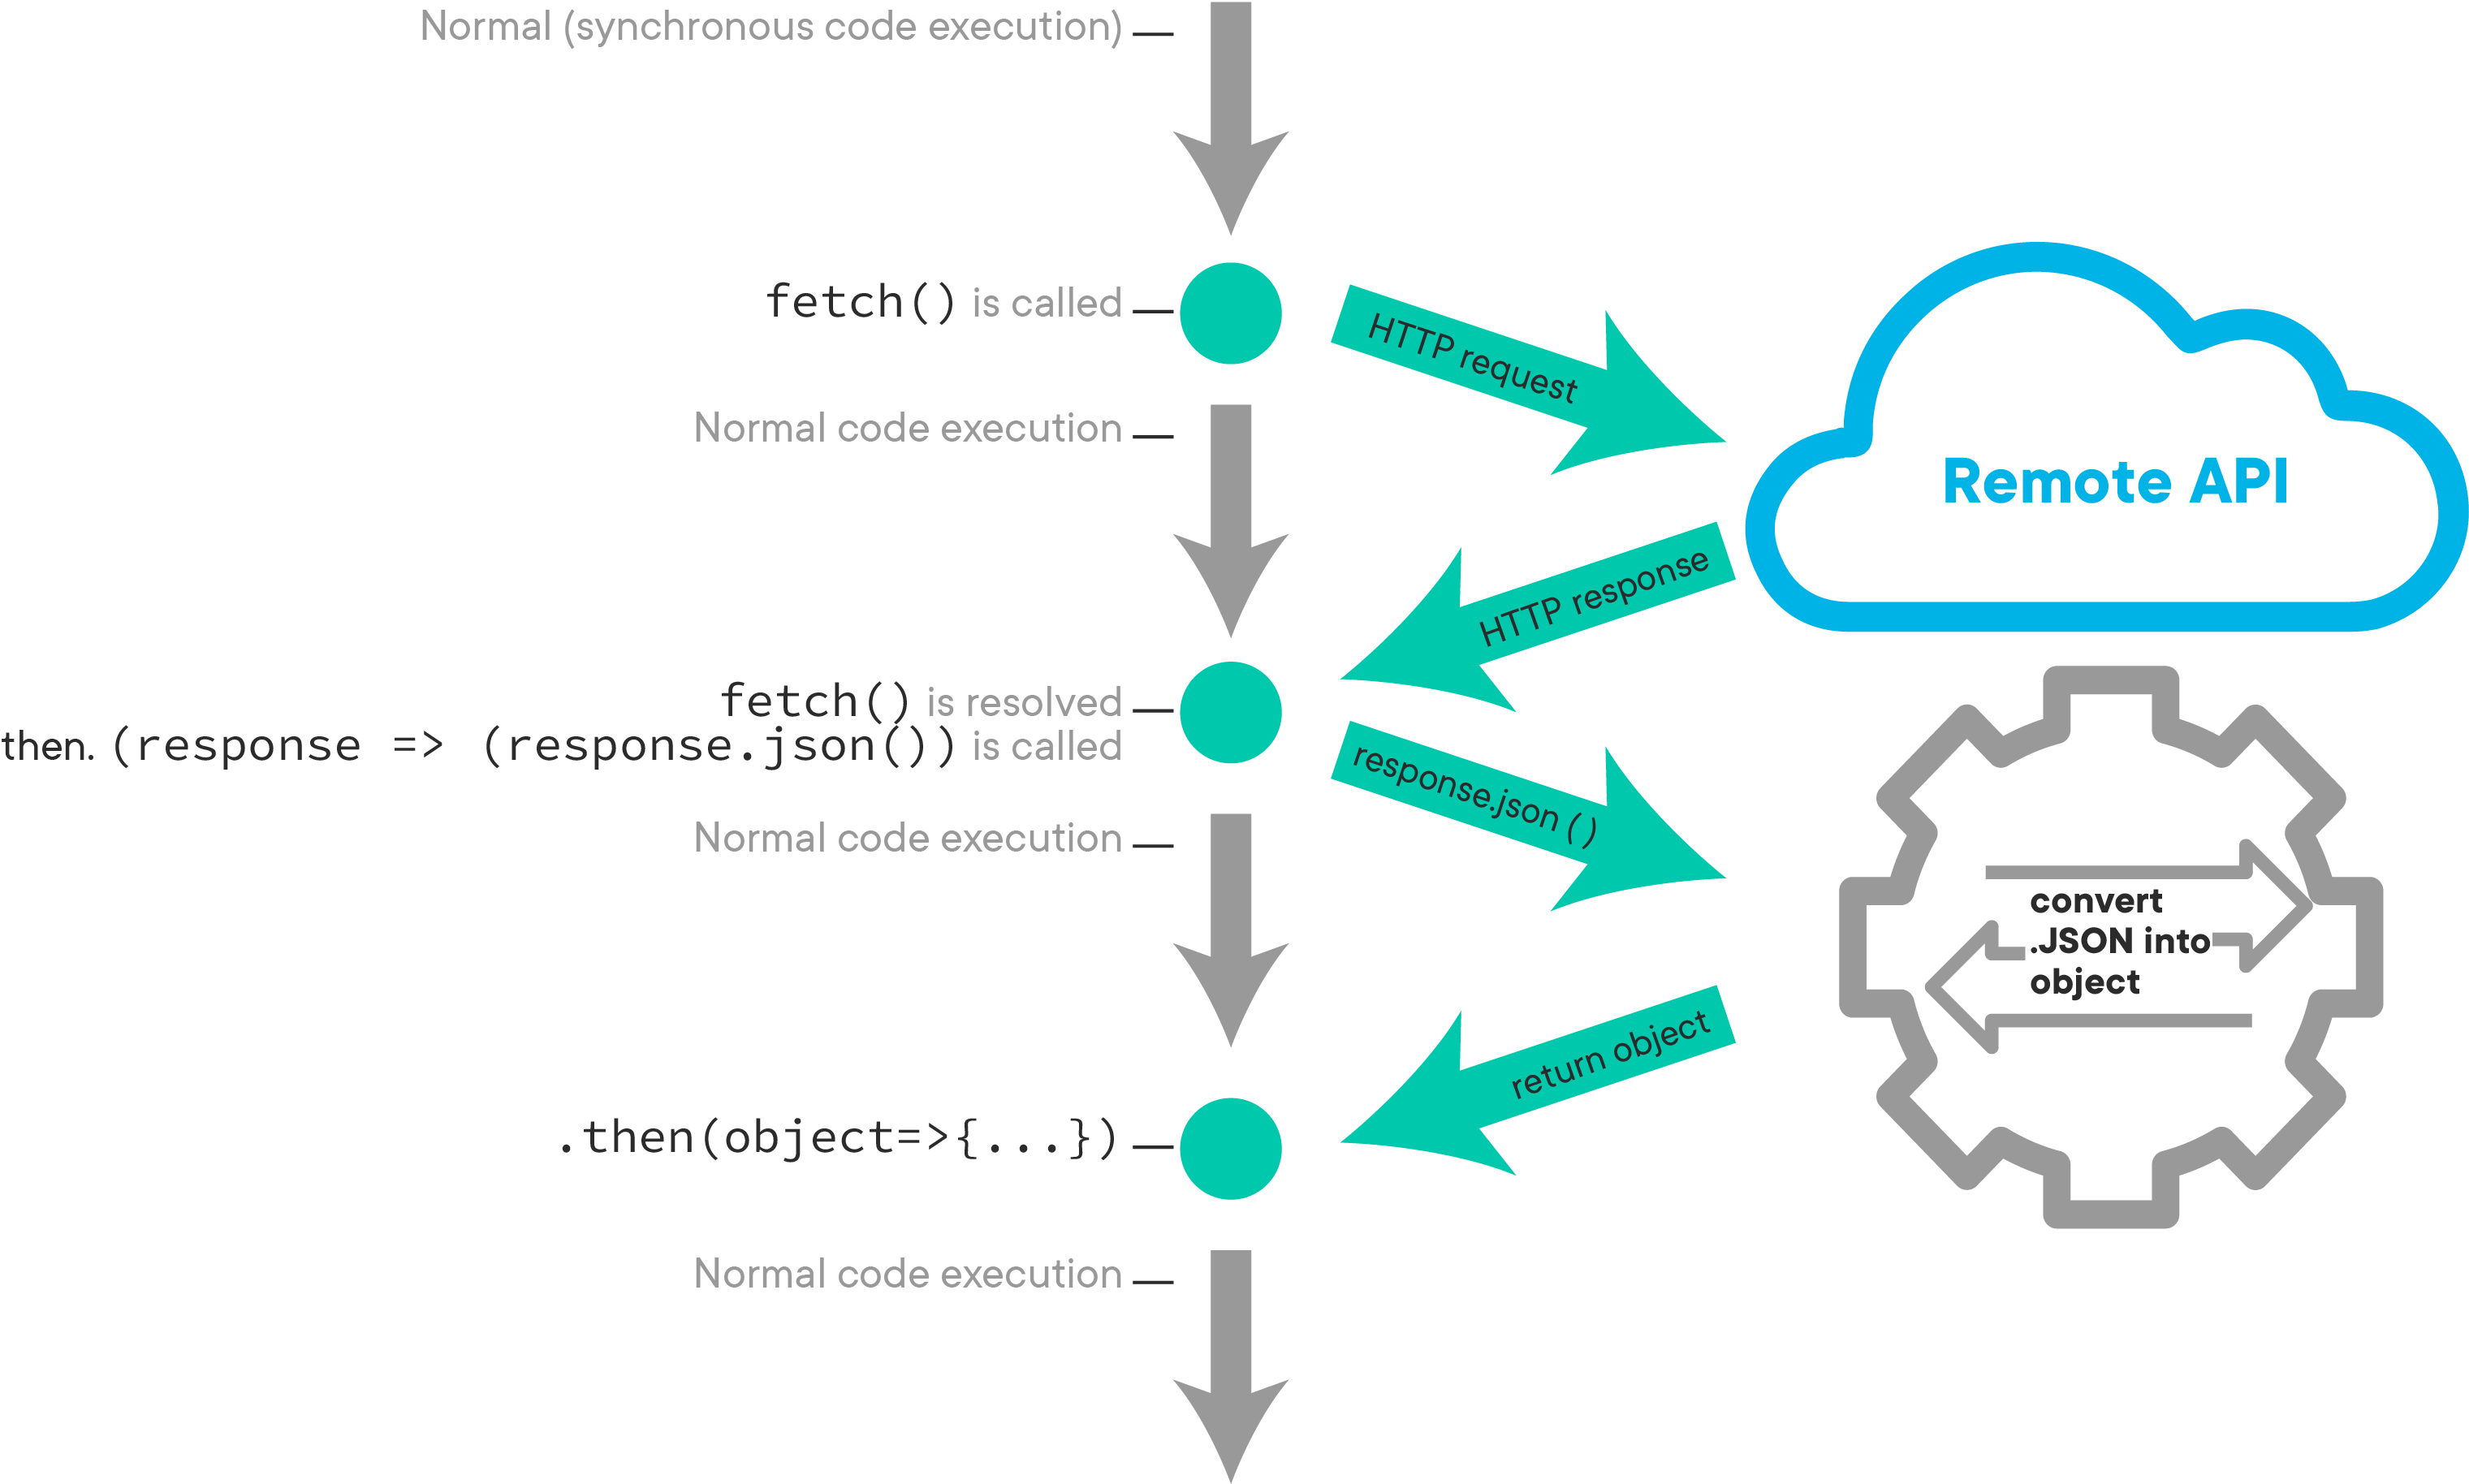 Normal (synchronous code execution)
fetch() is called
HTTP request
Normal code execution
Remote API
HTTP response
fetch() is resolved
then.(response => (response.json()) is called
response.json ()
Normal code execution
convert
.JSON into
object
return object
.then(object=>{...})
Normal code execution